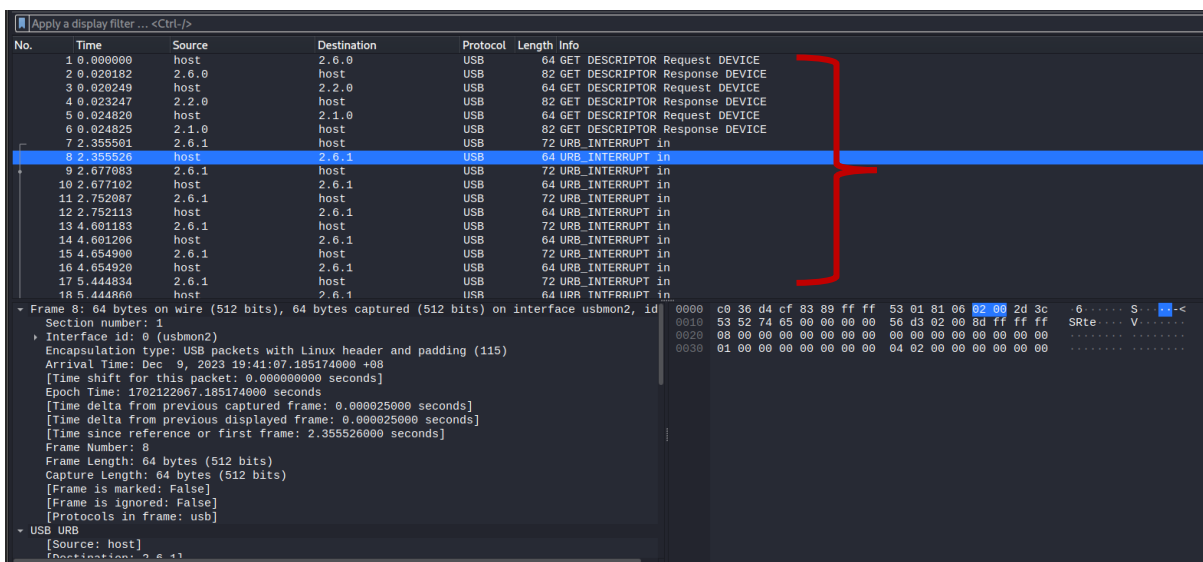 Apply a display filter ... <Ctrl-/>
No. Time Source Destination Protocol Length Info
1 0.000000 host 2.6.0 USB 64 GET DESCRIPTOR Request DEVICE
2 0.020182 2.6.0 host USB 82 GET DESCRIPTOR Response DEVICE
3 0.020249 host 2.2.0 USB 64 GET DESCRIPTOR Request DEVICE
4 0.023247 2.2.0 host USB 82 GET DESCRIPTOR Response DEVICE
5 0.024820 host 2.1.0 USB 64 GET DESCRIPTOR Request DEVICE
6 0.024825 2.1.0 host USB 82 GET DESCRIPTOR Response DEVICE
7 2.355501 2.6.1 host USB 72 URB_INTERRUPT in
8 2.355526 host 2.6.1 USB 64 URB_INTERRUPT in
9 2.677083 2.6.1 host USB 72 URB_INTERRUPT in
10 2.677102 host 2.6.1 USB 64 URB_INTERRUPT in
11 2.752087 2.6.1 host USB 72 URB_INTERRUPT in
12 2.752113 host 2.6.1 USB 64 URB_INTERRUPT in
13 4.601183 2.6.1 host USB 72 URB_INTERRUPT in
14 4.601206 host 2.6.1 USB 64 URB_INTERRUPT in
15 4.654900 2.6.1 host USB 72 URB_INTERRUPT in
16 4.654920 host 2.6.1 USB 64 URB_INTERRUPT in
17 5.444834 2.6.1 host USB 72 URB_INTERRUPT in
18 5.444860 host 2.6.1 USB 64 URB_INTERRUPT in
Frame 8: 64 bytes on wire (512 bits), 64 bytes captured (512 bits) on interface usbmon2, id
Section number: 1
Interface id: 0 (usbmon2)
Encapsulation type: USB packets with Linux header and padding (115)
Arrival Time: Dec 9, 2023 19:41:07.185174000 +08
[Time shift for this packet: 0.000000000 seconds]
Epoch Time: 1702122067.185174000 seconds
[Time delta from previous captured frame: 0.000025000 seconds]
[Time delta from previous displayed frame: 0.000025000 seconds]
[Time since reference or first frame: 2.355526000 seconds]
Frame Number: 8
Frame Length: 64 bytes (512 bits)
Capture Length: 64 bytes (512 bits)
[Frame is marked: False]
[Frame is ignored: False]
[Protocols in frame: usb]
USB URB
[Source: host]
[Destination: 2.6.1]
0000 c0 36 d4 cf 83 89 ff ff 53 01 81 06 02 00 2d 3c ·6······ S·····-<
0010 53 52 74 65 00 00 00 00 56 d3 02 00 8d ff ff ff SRte···· V·······
0020 08 00 00 00 00 00 00 00 00 00 00 00 00 00 00 00 ········ ········
0030 01 00 00 00 00 00 00 00 04 02 00 00 00 00 00 00 ········ ········